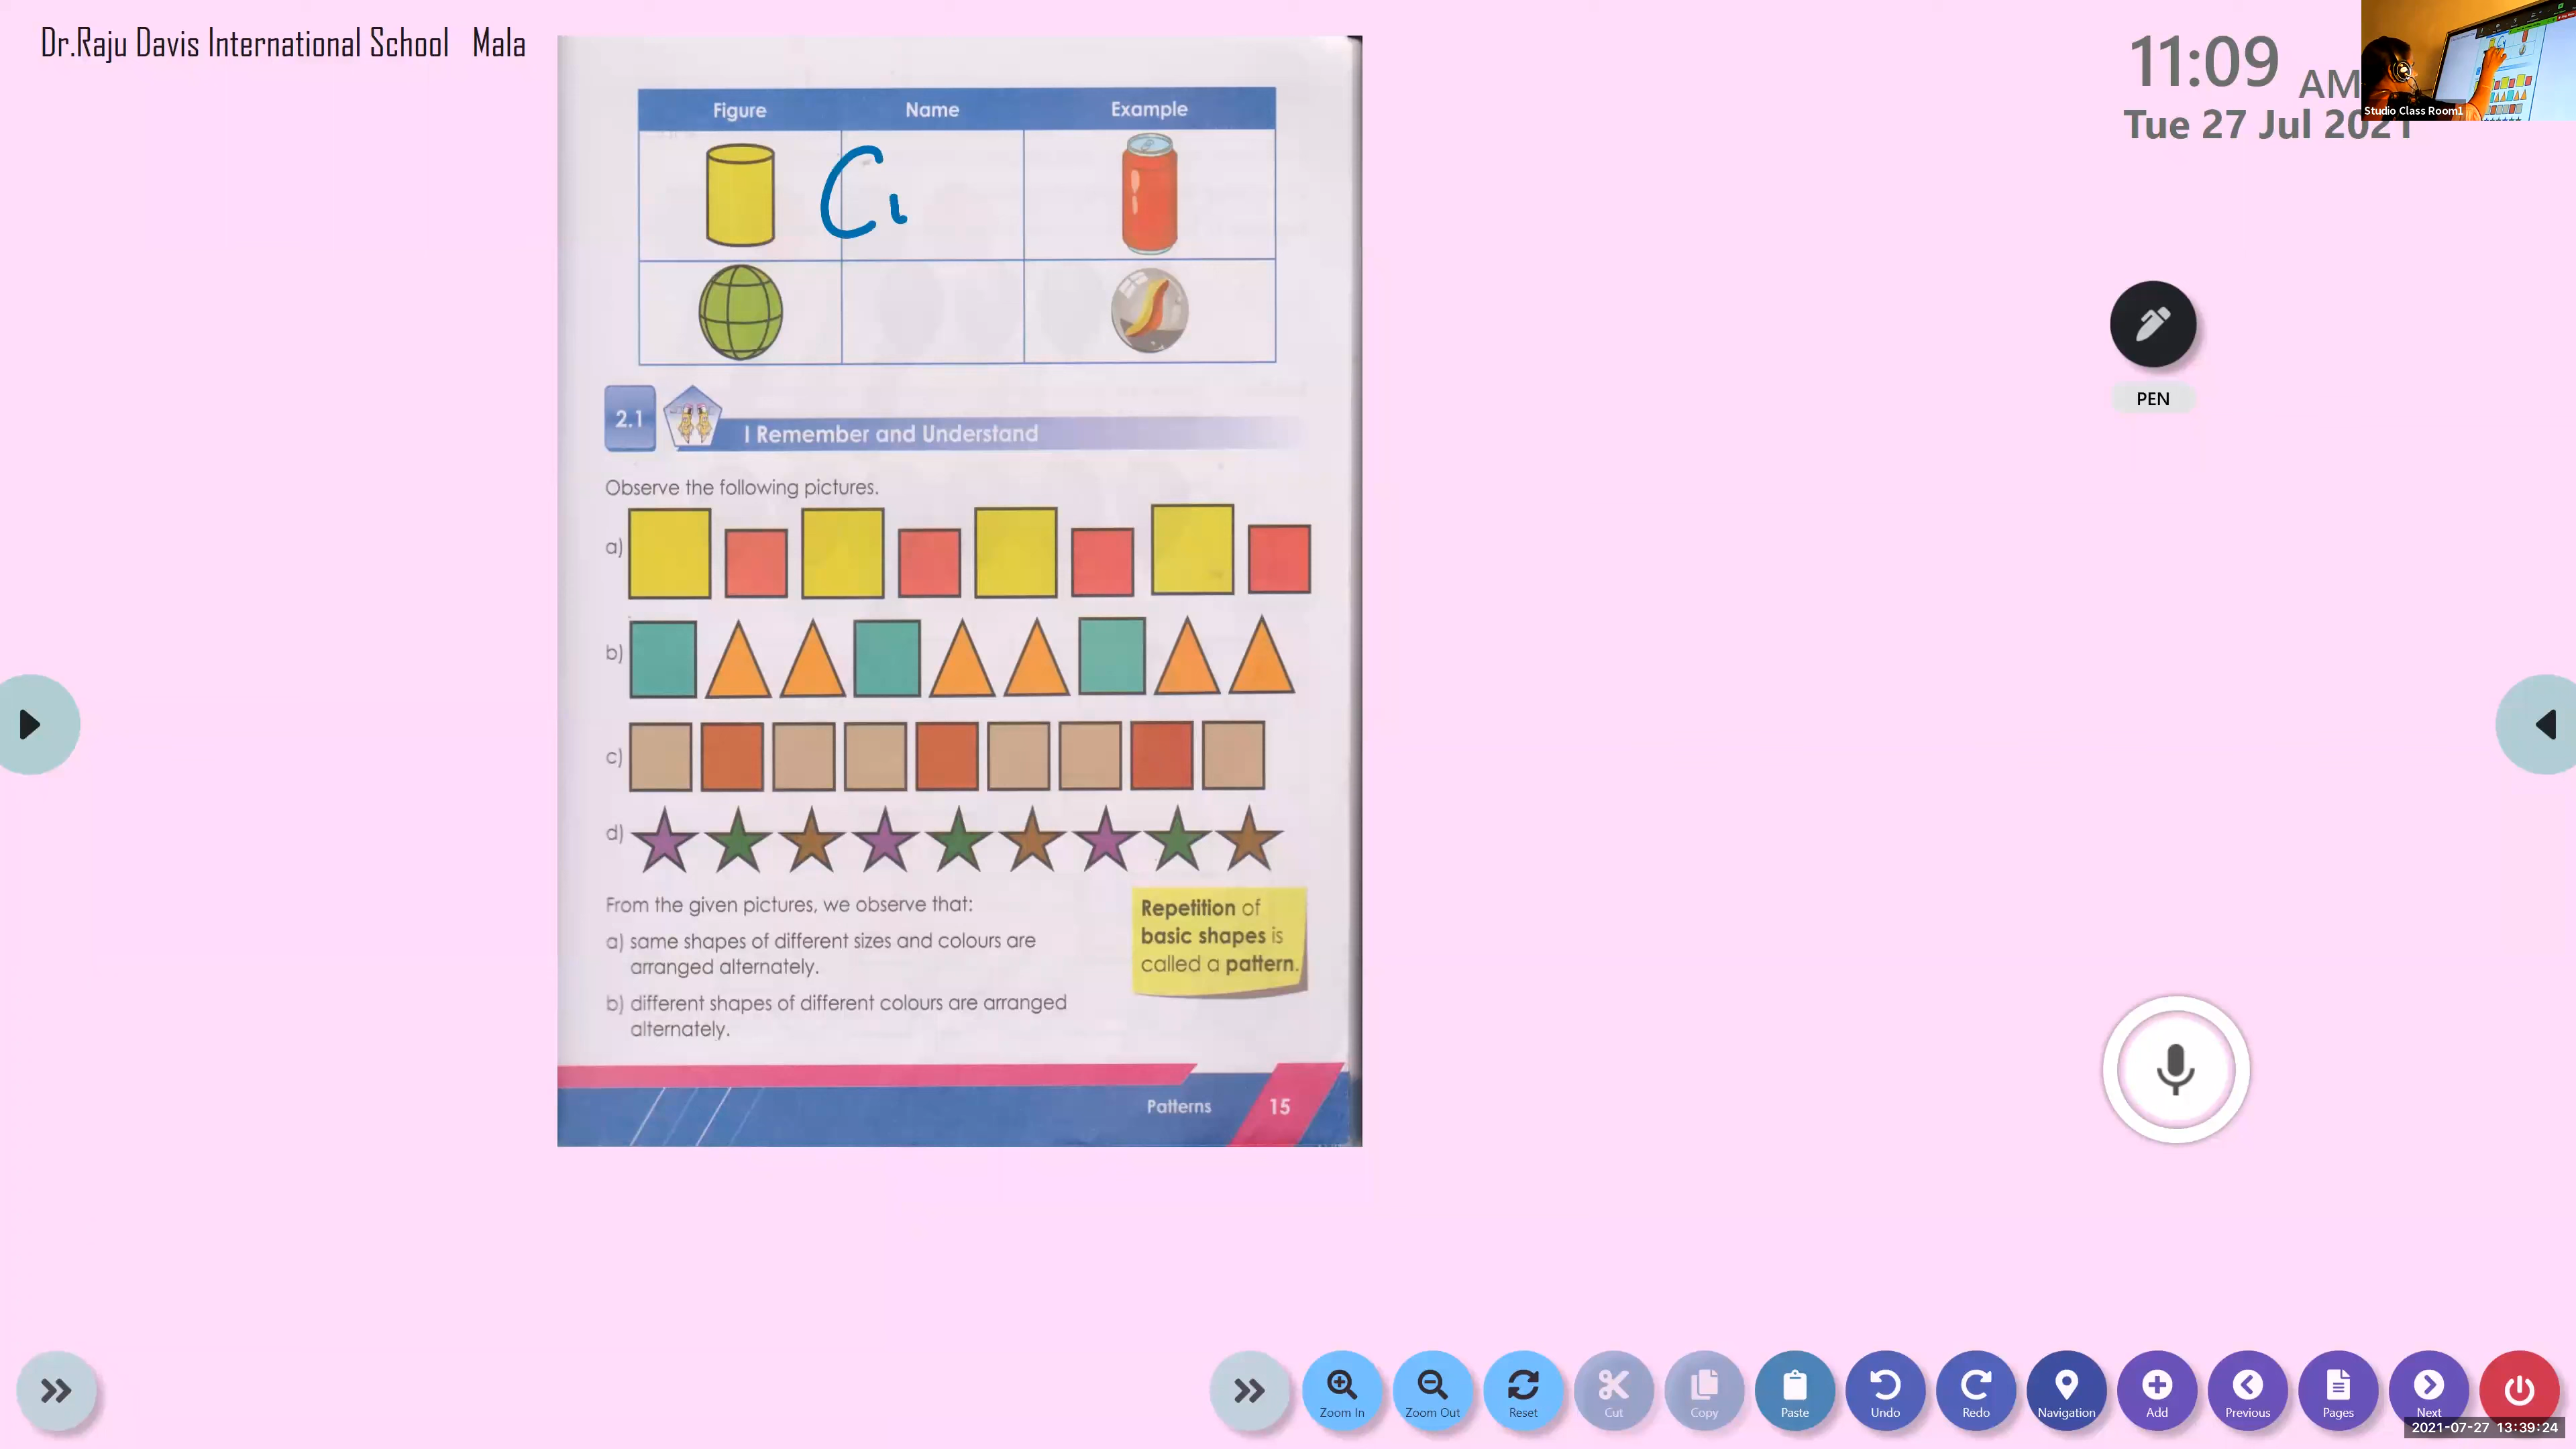 Dr.Raju Davis International School Mala
11:09 AM
Tue 27 Jul 2021
Studio Class Room1
Figure Name Example
C
2.1 I Remember and Understand
Observe the following pictures.
a)
b)
c)
d)
From the given pictures, we observe that:
a) same shapes of different sizes and colours are
arranged alternately.
b) different shapes of different colours are arranged
alternately.
Repetition of
basic shapes is
called a pattern.
Patterns 15
PEN
Zoom In Zoom Out Reset Cut Copy Paste Undo Redo Navigation Add Previous Pages Next
2021-07-27 13:39:24